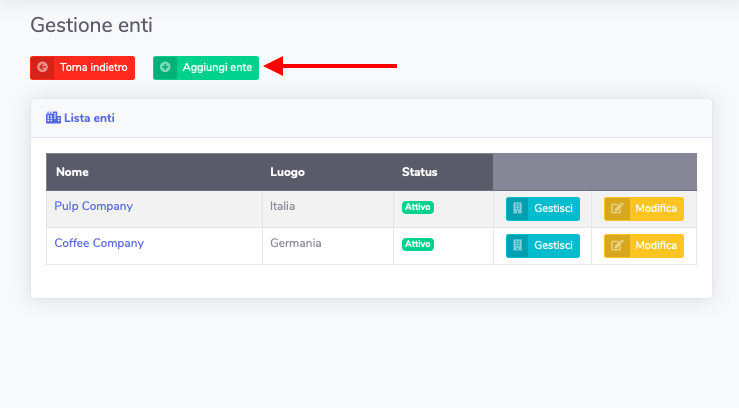 Gestione enti
Torna indietro Aggiungi ente
Lista enti
Nome Luogo Status
Pulp Company Italia Attivo Gestisci Modifica
Coffee Company Germania Attivo Gestisci Modifica